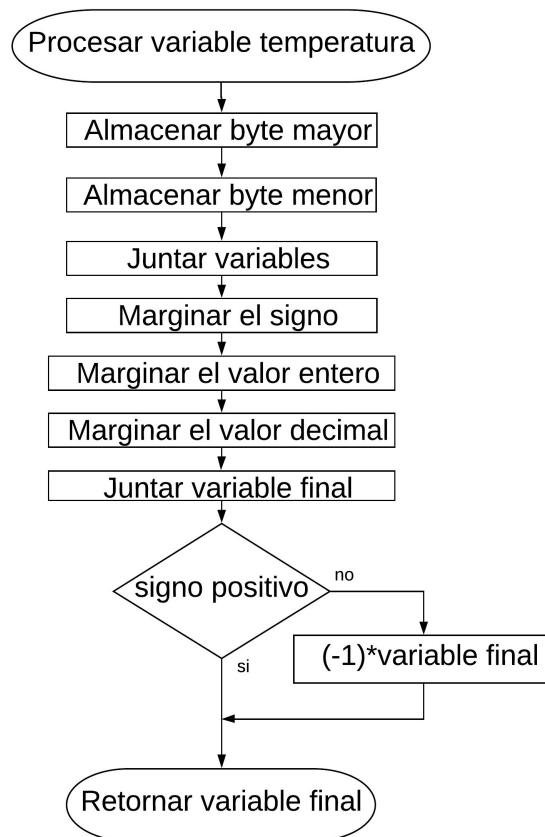 Procesar variable temperatura
Almacenar byte mayor
Almacenar byte menor
Juntar variables
Marginar el signo
Marginar el valor entero
Marginar el valor decimal
Juntar variable final
signo positivo
no
(-1)*variable final
si
Retornar variable final